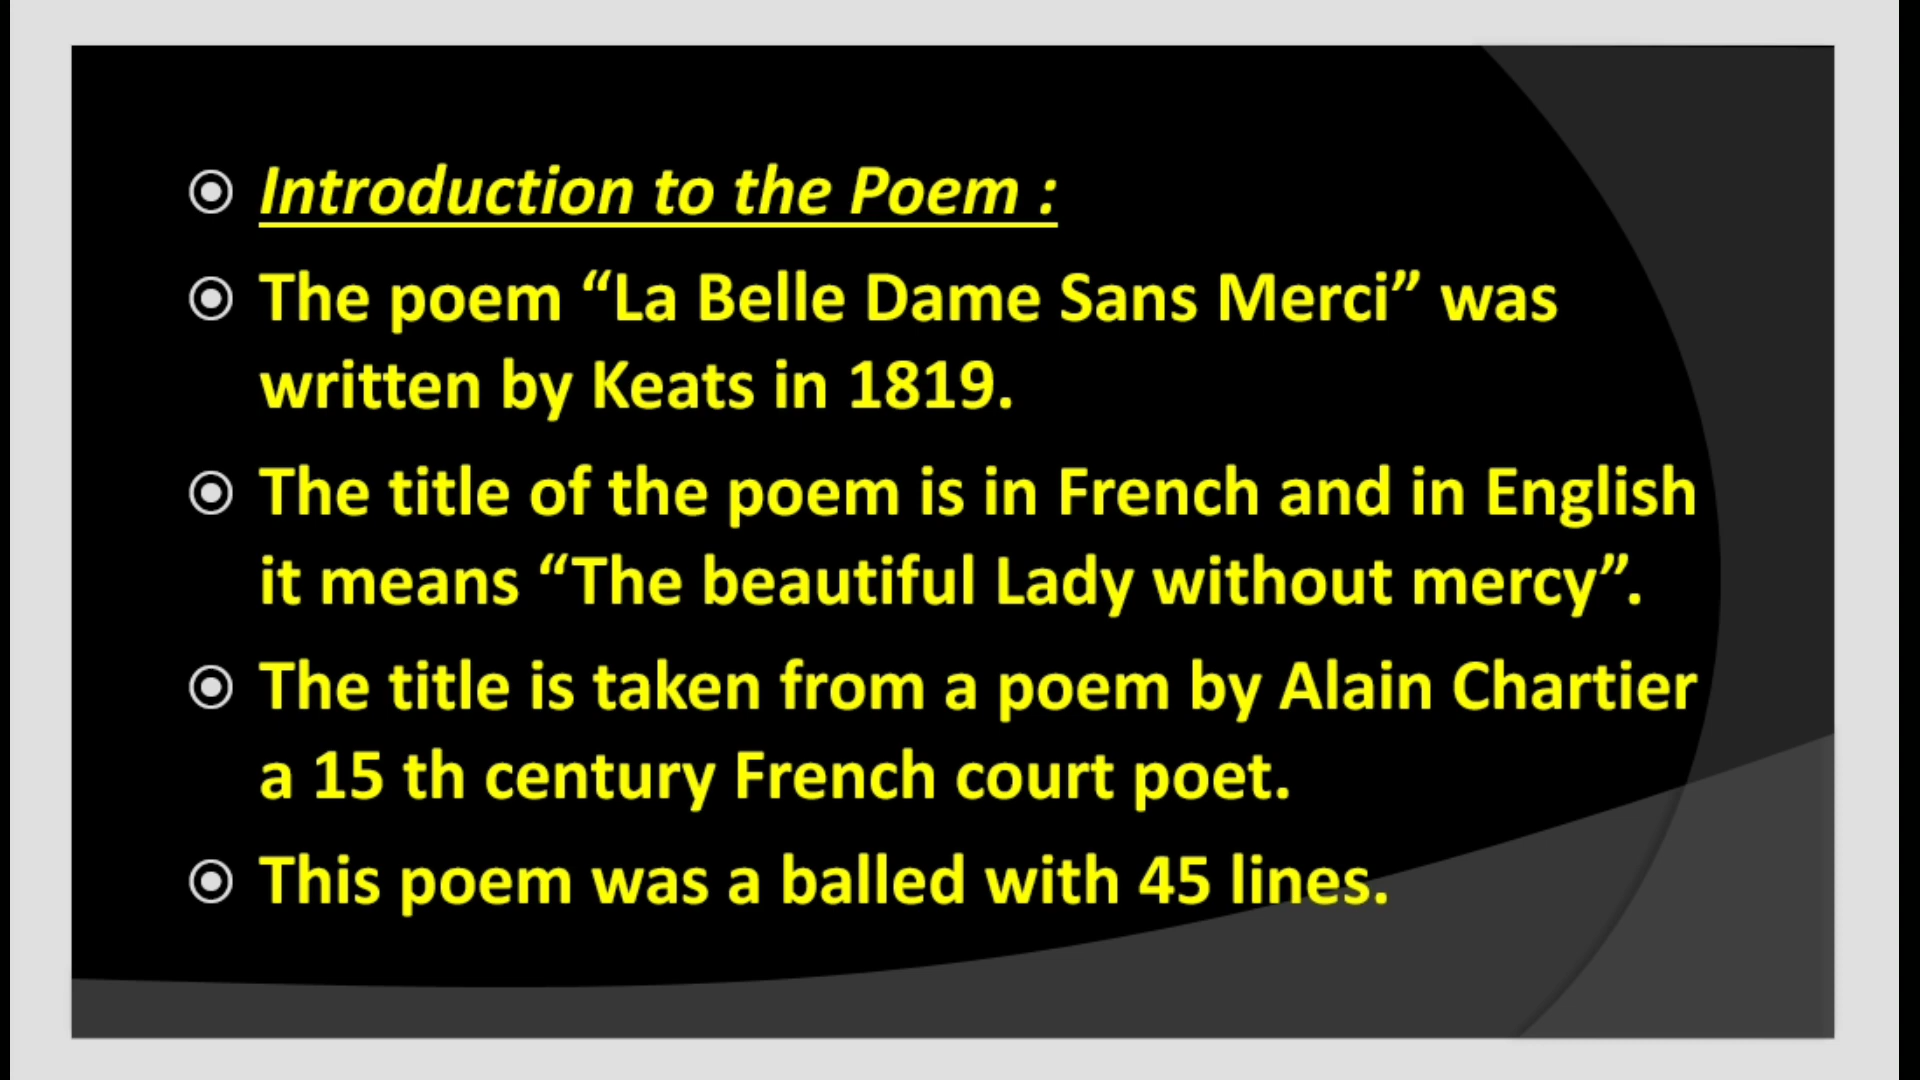 Introduction to the Poem :
The poem “La Belle Dame Sans Merci” was
written by Keats in 1819.
The title of the poem is in French and in English
it means “The beautiful Lady without mercy”.
The title is taken from a poem by Alain Chartier
a 15 th century French court poet.
This poem was a balled with 45 lines.